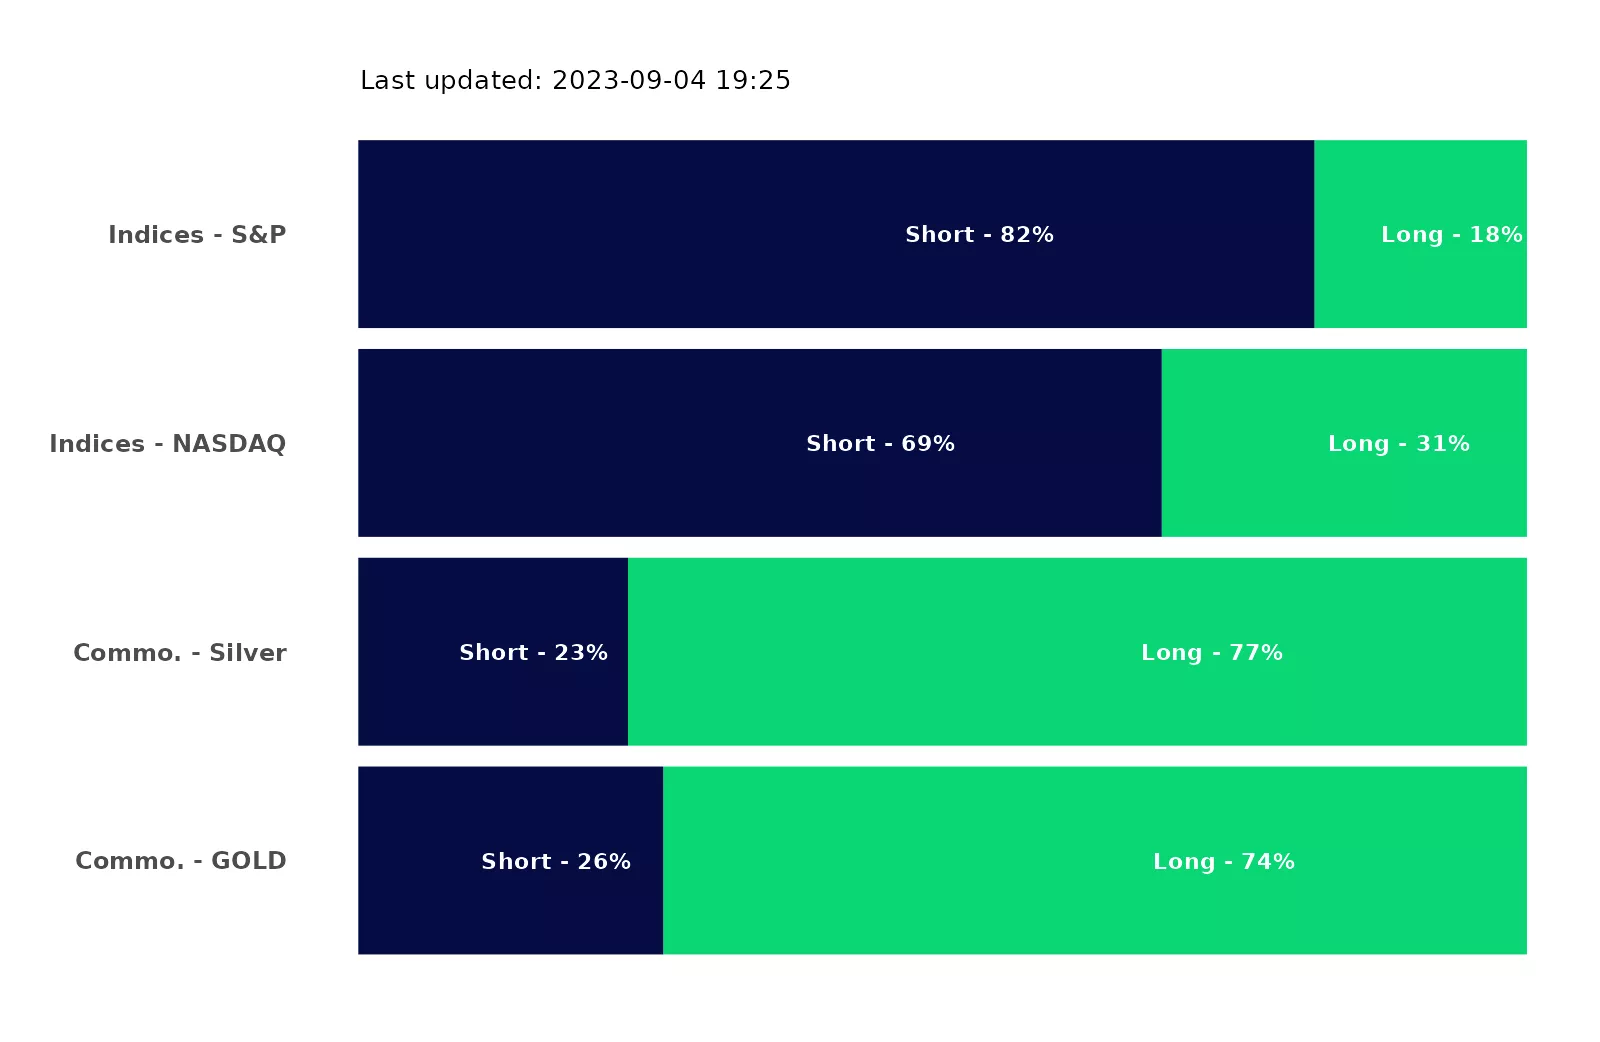 Last updated: 2023-09-04 19:25
Indices - S&P
Short - 82%
Long - 18%
Indices - NASDAQ
Short - 69%
Long - 31%
Commo. - Silver
Short - 23%
Long - 77%
Commo. - GOLD
Short - 26%
Long - 74%